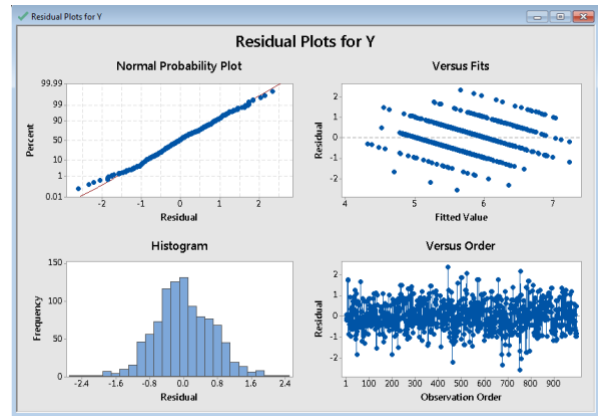 Residual Plots for Y
Residual Plots for Y
Normal Probability Plot
99.99
99
90
50
10
1
0.01
Percent
-2 -1 0 1 2
Residual
Versus Fits
2
1
0
-1
-2
Residual
4 5 6 7
Fitted Value
Histogram
150
100
50
0
Frequency
-2.4 -1.6 -0.8 0.0 0.8 1.6 2.4
Residual
Versus Order
2
1
0
-1
-2
Residual
1 100 200 300 400 500 600 700 800 900
Observation Order